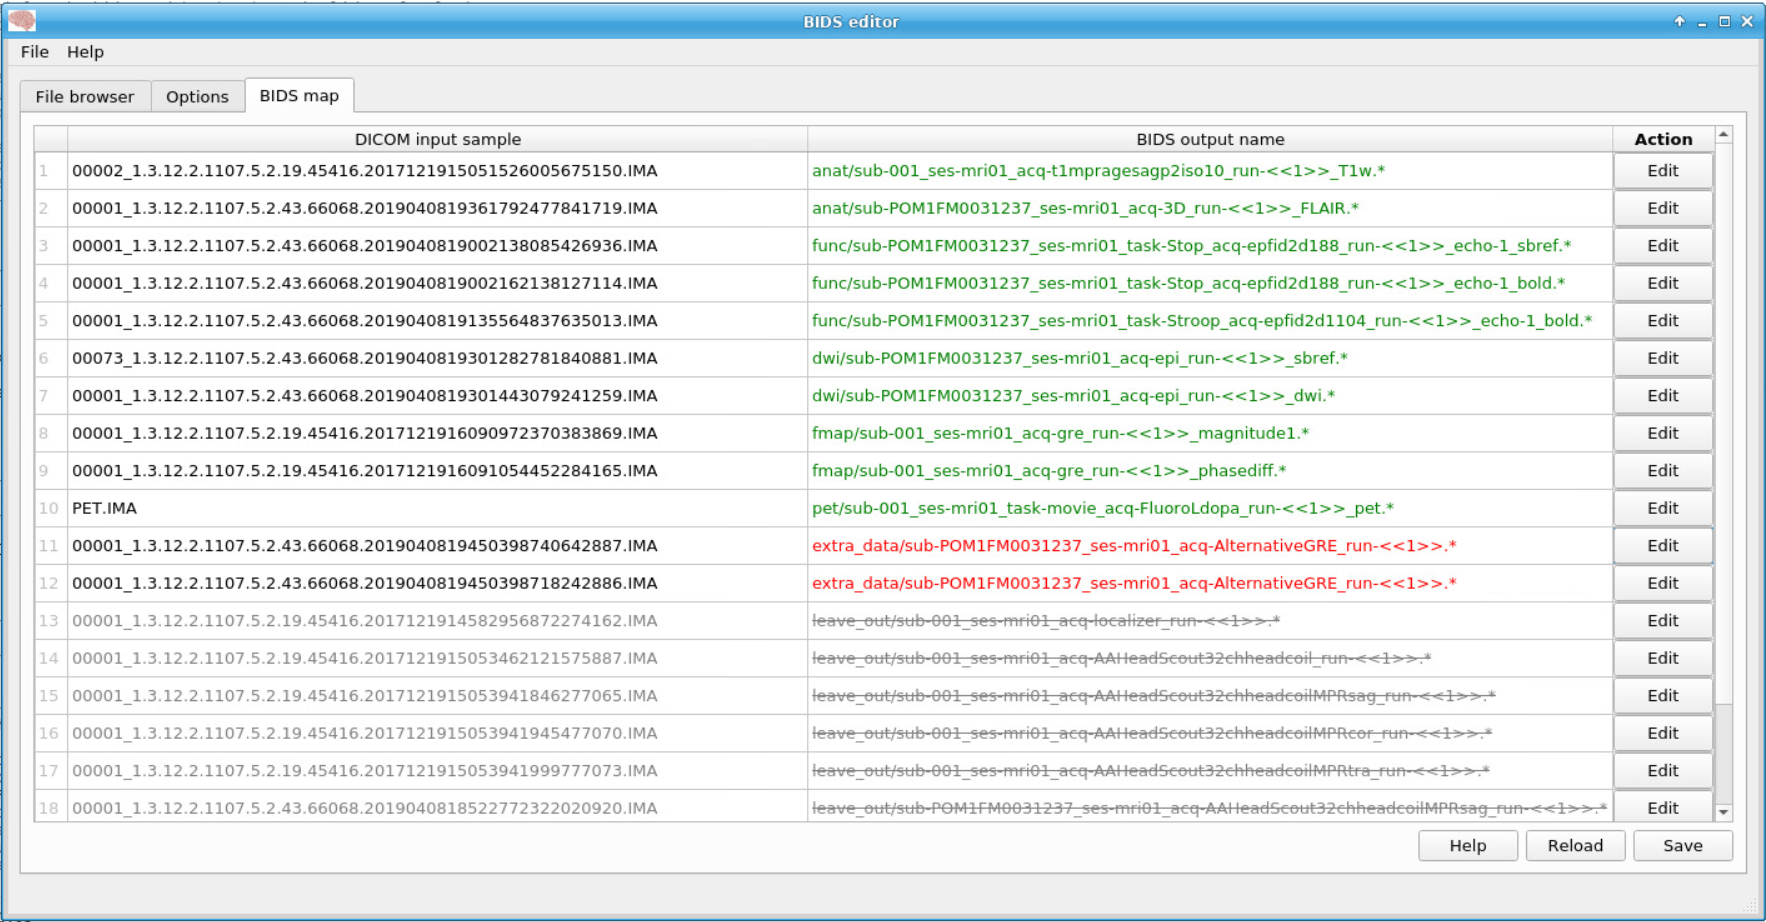 BIDS editor
File Help
File browser Options BIDS map
DICOM input sample BIDS output name Action
1 00002_1.3.12.2.1107.5.2.19.45416.2017121915051526005675150.IMA anat/sub-001_ses-mri01_acq-t1mpragesagp2iso10_run-<<1>>_T1w.* Edit
2 00001_1.3.12.2.1107.5.2.43.66068.2019040819361792477841719.IMA anat/sub-POM1FM0031237_ses-mri01_acq-3D_run-<<1>>_FLAIR.* Edit
3 00001_1.3.12.2.1107.5.2.43.66068.2019040819002138085426936.IMA func/sub-POM1FM0031237_ses-mri01_task-Stop_acq-epfid2d188_run-<<1>>_echo-1_sbref.* Edit
4 00001_1.3.12.2.1107.5.2.43.66068.2019040819002162138127114.IMA func/sub-POM1FM0031237_ses-mri01_task-Stop_acq-epfid2d188_run-<<1>>_echo-1_bold.* Edit
5 00001_1.3.12.2.1107.5.2.43.66068.2019040819135564837635013.IMA func/sub-POM1FM0031237_ses-mri01_task-Stroop_acq-epfid2d1104_run-<<1>>_echo-1_bold.* Edit
6 00073_1.3.12.2.1107.5.2.43.66068.2019040819301282781840881.IMA dwi/sub-POM1FM0031237_ses-mri01_acq-epi_run-<<1>>_sbref.* Edit
7 00001_1.3.12.2.1107.5.2.43.66068.2019040819301443079241259.IMA dwi/sub-POM1FM0031237_ses-mri01_acq-epi_run-<<1>>_dwi.* Edit
8 00001_1.3.12.2.1107.5.2.19.45416.2017121916090972370383869.IMA fmap/sub-001_ses-mri01_acq-gre_run-<<1>>_magnitude1.* Edit
9 00001_1.3.12.2.1107.5.2.19.45416.2017121916091054452284165.IMA fmap/sub-001_ses-mri01_acq-gre_run-<<1>>_phasediff.* Edit
10 PET.IMA pet/sub-001_ses-mri01_task-movie_acq-FluoroLdopa_run-<<1>>_pet.* Edit
11 00001_1.3.12.2.1107.5.2.43.66068.2019040819450398740642887.IMA extra_data/sub-POM1FM0031237_ses-mri01_acq-AlternativeGRE_run-<<1>>.* Edit
12 00001_1.3.12.2.1107.5.2.43.66068.2019040819450398718242886.IMA extra_data/sub-POM1FM0031237_ses-mri01_acq-AlternativeGRE_run-<<1>>.* Edit
13 00001_1.3.12.2.1107.5.2.19.45416.2017121914582956872274162.IMA leave_out/sub-001_ses-mri01_acq-localizer_run-<<1>>.* Edit
14 00001_1.3.12.2.1107.5.2.19.45416.2017121915053462121575887.IMA leave_out/sub-001_ses-mri01_acq-AAHeadScout32chheadcoil_run-<<1>>.* Edit
15 00001_1.3.12.2.1107.5.2.19.45416.2017121915053941846277065.IMA leave_out/sub-001_ses-mri01_acq-AAHeadScout32chheadcoilMPRsag_run-<<1>>.* Edit
16 00001_1.3.12.2.1107.5.2.19.45416.2017121915053941945477070.IMA leave_out/sub-001_ses-mri01_acq-AAHeadScout32chheadcoilMPRcor_run-<<1>>.* Edit
17 00001_1.3.12.2.1107.5.2.19.45416.2017121915053941999777073.IMA leave_out/sub-001_ses-mri01_acq-AAHeadScout32chheadcoilMPRtra_run-<<1>>.* Edit
18 00001_1.3.12.2.1107.5.2.43.66068.2019040818522772322020920.IMA leave_out/sub-POM1FM0031237_ses-mri01_acq-AAHeadScout32chheadcoilMPRsag_run-<<1>>.* Edit
Help Reload Save